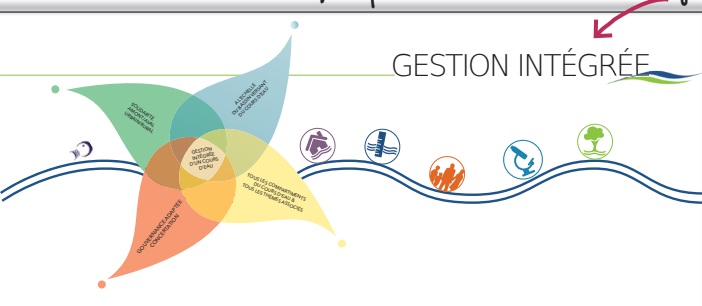 GESTION INTÉGRÉE
SOLIDARITÉ
AMONT/AVAL
URBAIN/RURAL
A L'ECHELLE
DU BASSIN VERSANT
DU COURS D'EAU
GESTION
INTÉGRÉE
D'UN COURS
D'EAU
TOUS LES COMPARTIMENTS
DU COURS D'EAU &
TOUS LES THÈMES ASSOCIÉS
GOUVERNANCE ADAPTÉE
CONCERTATION